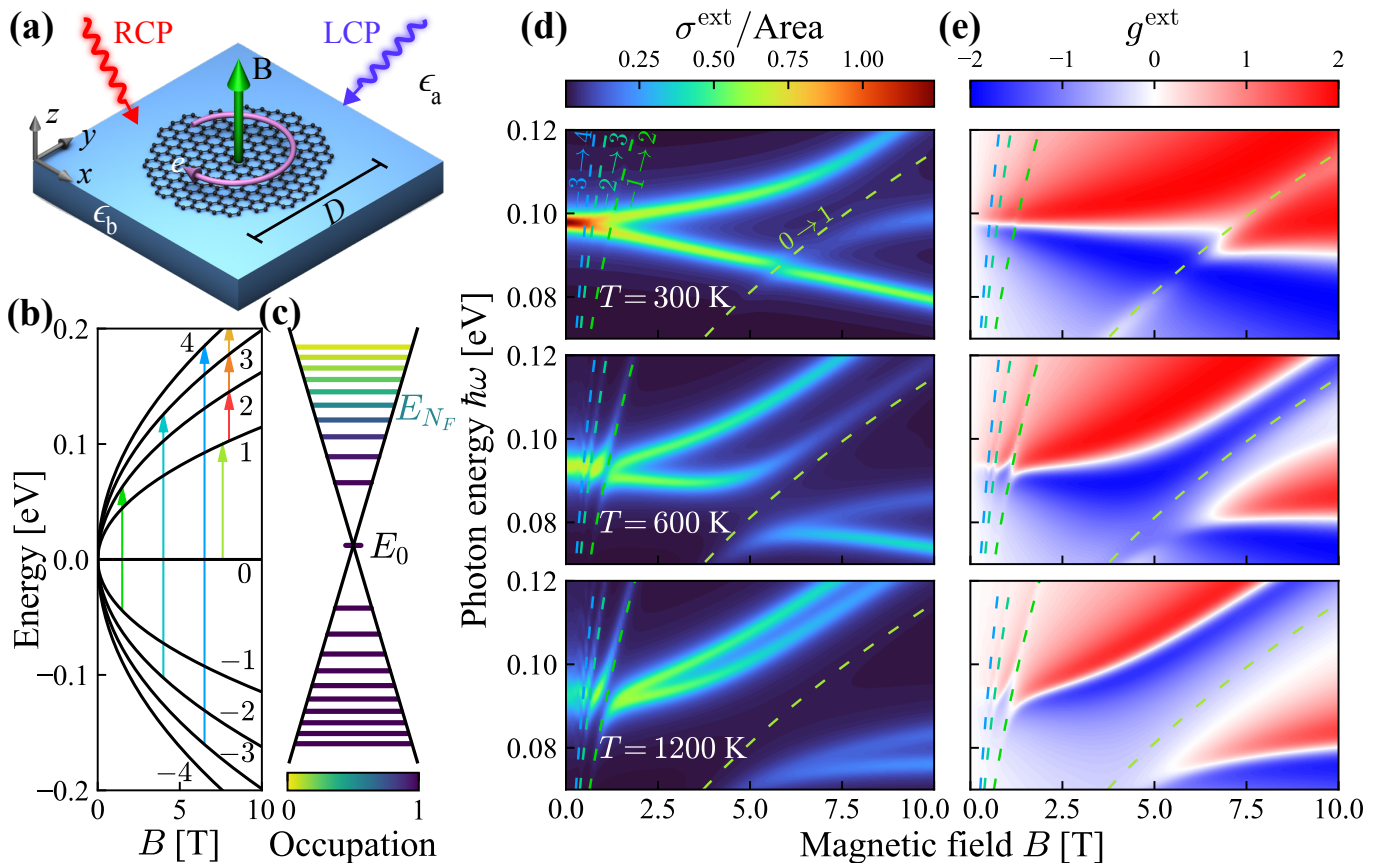 (a)
RCP
LCP
B
ϵa
z
y
x
e
D
ϵb
(b)
0.2
0.1
0.0
−0.1
−0.2
Energy [eV]
4
3
2
1
0
−1
−2
−3
−4
0
5
10
B [T]
(c)
E_{N_F}
E_0
0
1
Occupation
(d)
σ^{ext}/Area
0.25
0.50
0.75
1.00
0.12
0.10
0.08
−3→4
−2→3
−1→2
0→1
T = 300 K
0.12
0.10
0.08
T = 600 K
0.12
0.10
0.08
T = 1200 K
Photon energy ℏω [eV]
0.0
2.5
5.0
7.5
10.0
(e)
g^{ext}
−2
−1
0
1
2
0.0
2.5
5.0
7.5
10.0
Magnetic field B [T]